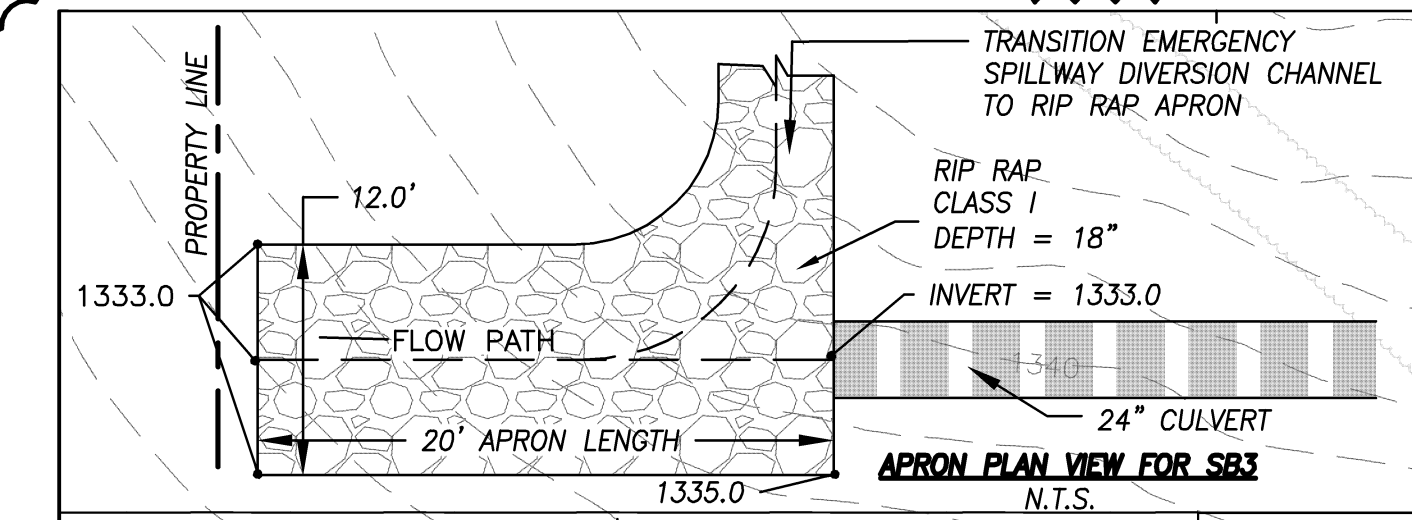 TRANSITION EMERGENCY
SPILLWAY DIVERSION CHANNEL
TO RIP RAP APRON
PROPERTY LINE
12.0'
RIP RAP
CLASS I
DEPTH = 18"
1333.0
INVERT = 1333.0
FLOW PATH
1340
24" CULVERT
20' APRON LENGTH
APRON PLAN VIEW FOR SB3
1335.0
N.T.S.